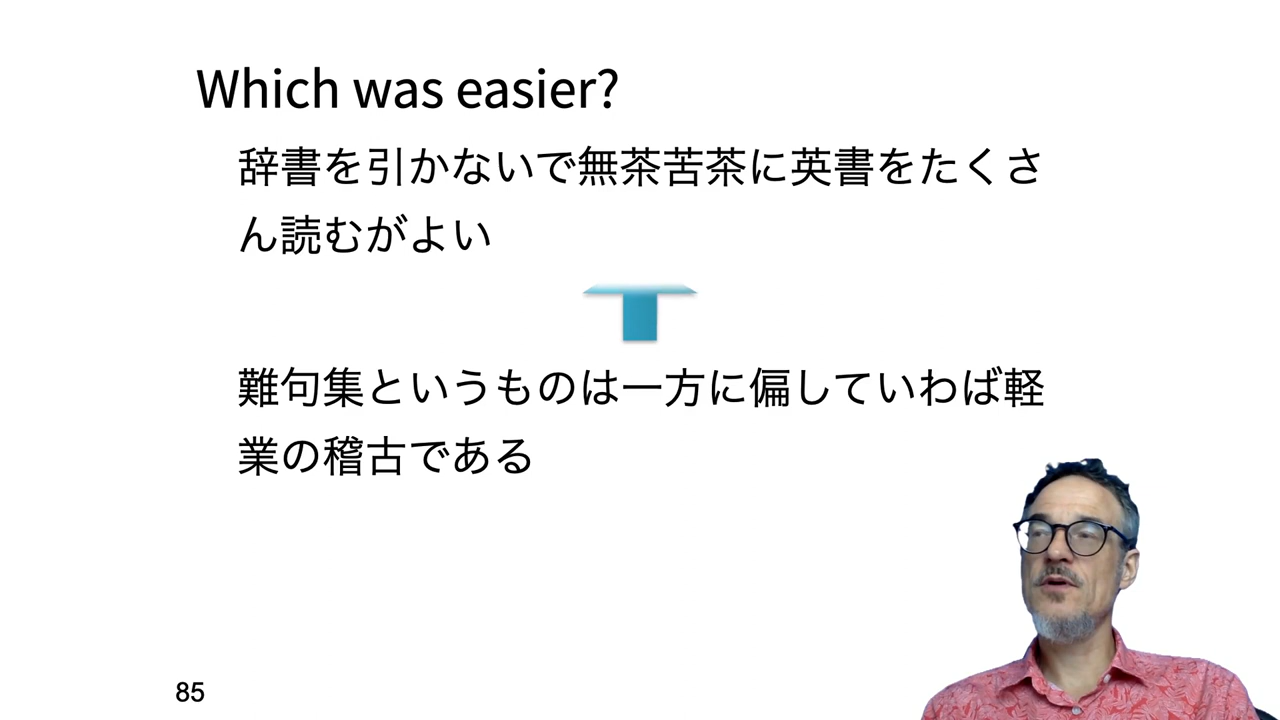 Which was easier?
辞書を引かないで無茶苦茶に英書をたくさ
ん読むがよい
難句集というものは一方に偏していわば軽
業の稽古である
85